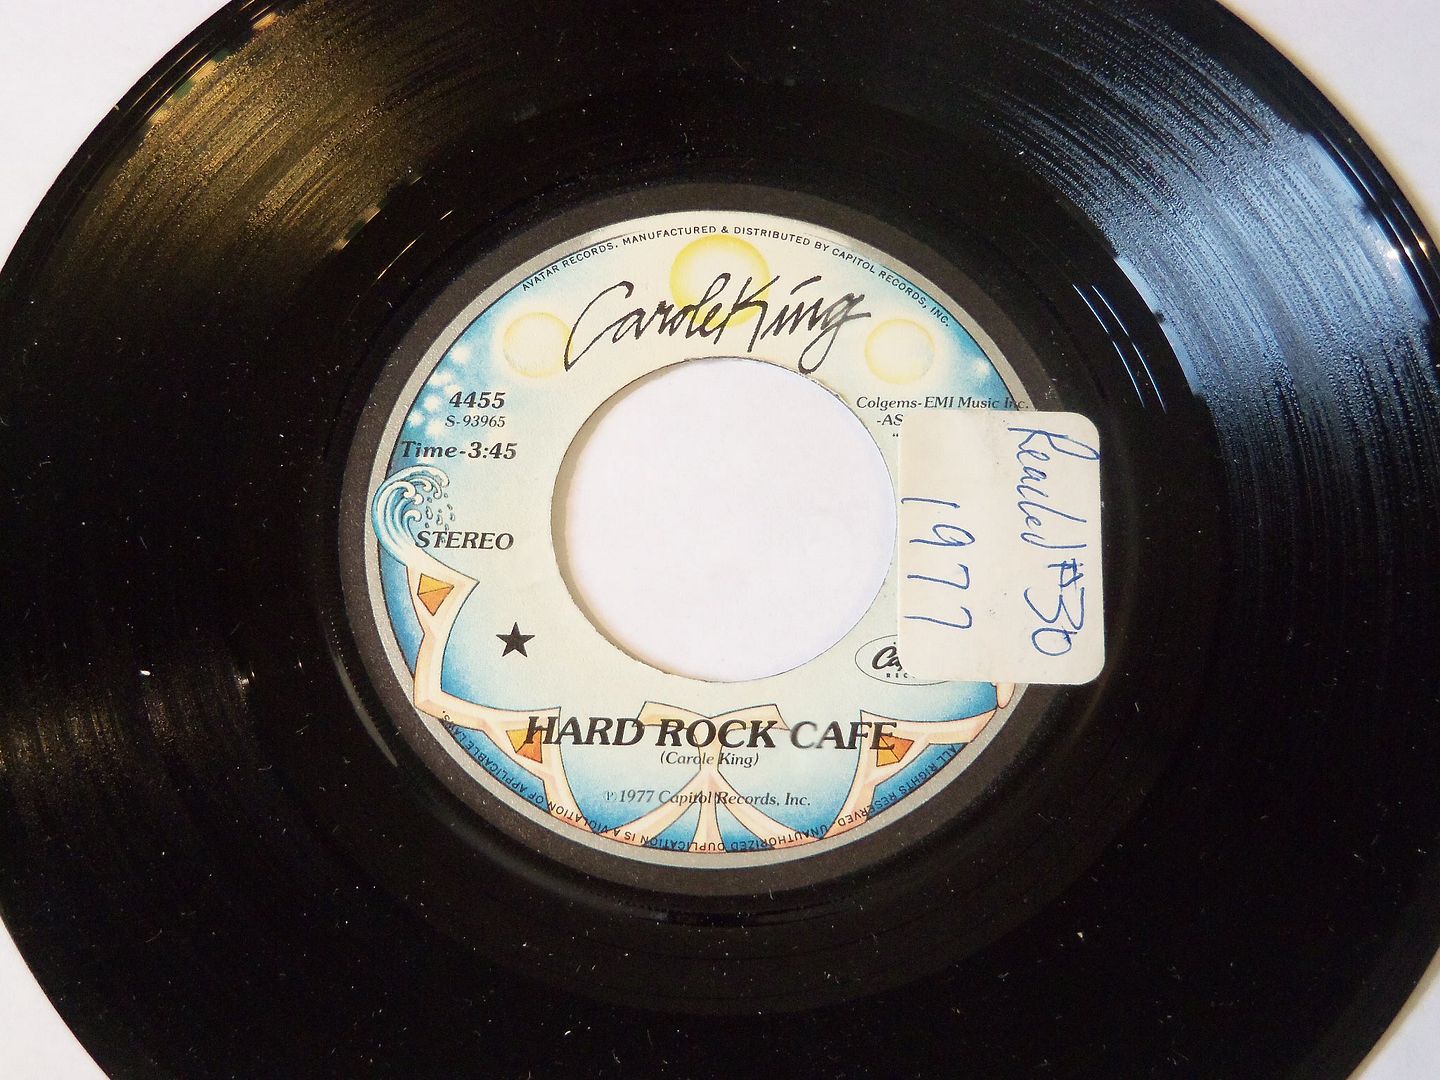 AVATAR RECORDS, MANUFACTURED & DISTRIBUTED BY CAPITOL RECORDS, INC.
Carole King
4455
S-93965
Time-3:45
STEREO
Colgems-EMI Music Inc.
-AS
Reached #30
1977
HARD ROCK CAFE
(Carole King)
℗ 1977 Capitol Records, Inc.
ALL RIGHTS RESERVED. UNAUTHORIZED DUPLICATION IS A VIOLATION OF APPLICABLE LAWS.